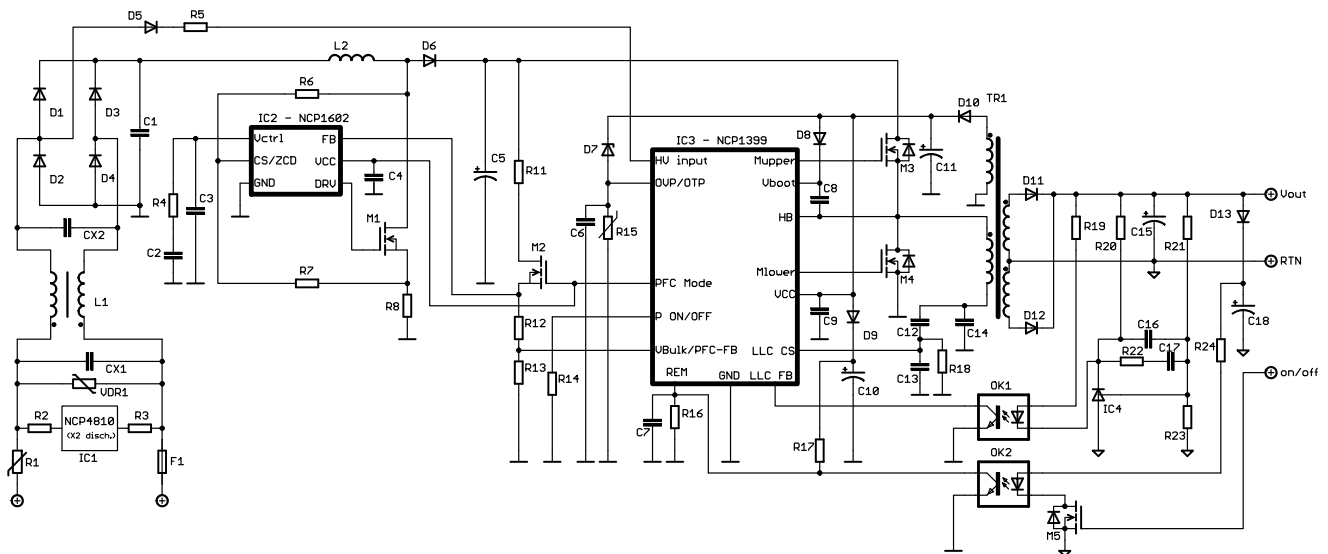 D5
R5
L2
D6
D10
TR1
R6
D1
D3
C1
IC2 - NCP1602
Vctrl
FB
CS/ZCD
VCC
GND
DRV
C4
C5
R11
D7
IC3 - NCP1399
D8
M3
C11
HV input
Mupper
OVP/OTP
Vboot
C8
HB
D2
D4
R4
C3
M1
C6
R15
D11
D13
Vout
R19
R20
C15
R21
CX2
C2
M2
Mlower
M4
RTN
L1
R7
PFC Mode
VCC
C9
D9
R8
P ON/OFF
C12
C14
D12
C16
C18
R12
VBulk/PFC-FB
LLC CS
R22
C17
R24
CX1
R13
R14
REM
GND
LLC FB
C13
R18
C10
OK1
IC4
on/off
VDR1
R2
NCP4810
(X2 disch.)
R3
IC1
C7
R16
R17
R23
R1
F1
OK2
M5